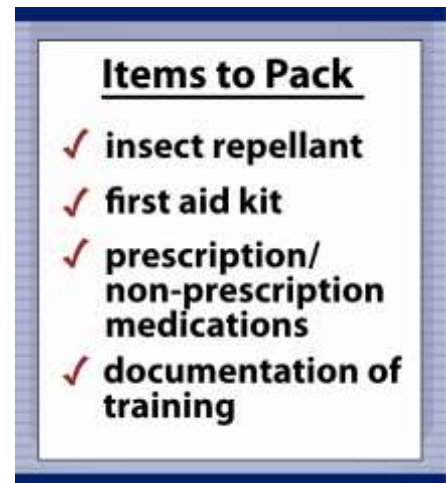 Items to Pack
insect repellant
first aid kit
prescription/
non-prescription
medications
documentation of
training